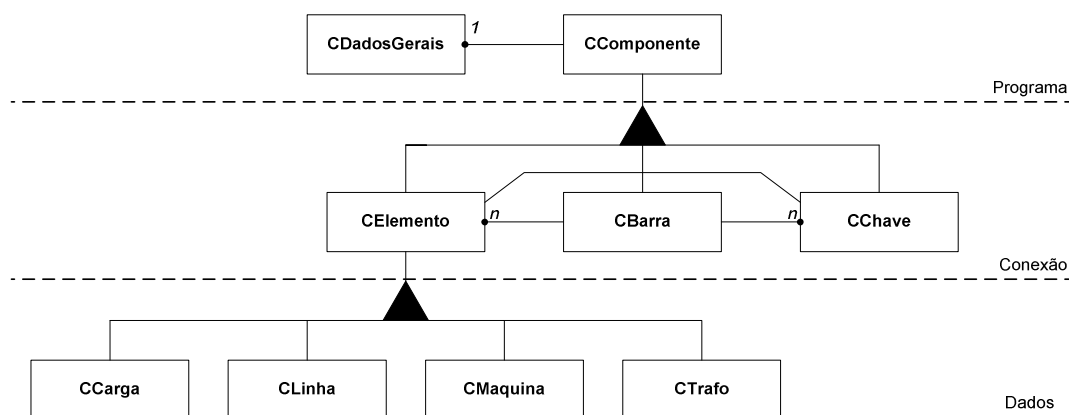 CDadosGerais
1
CComponente
Programa
CElemento
n
CBarra
n
CChave
Conexão
CCarga
CLinha
CMaquina
CTrafo
Dados